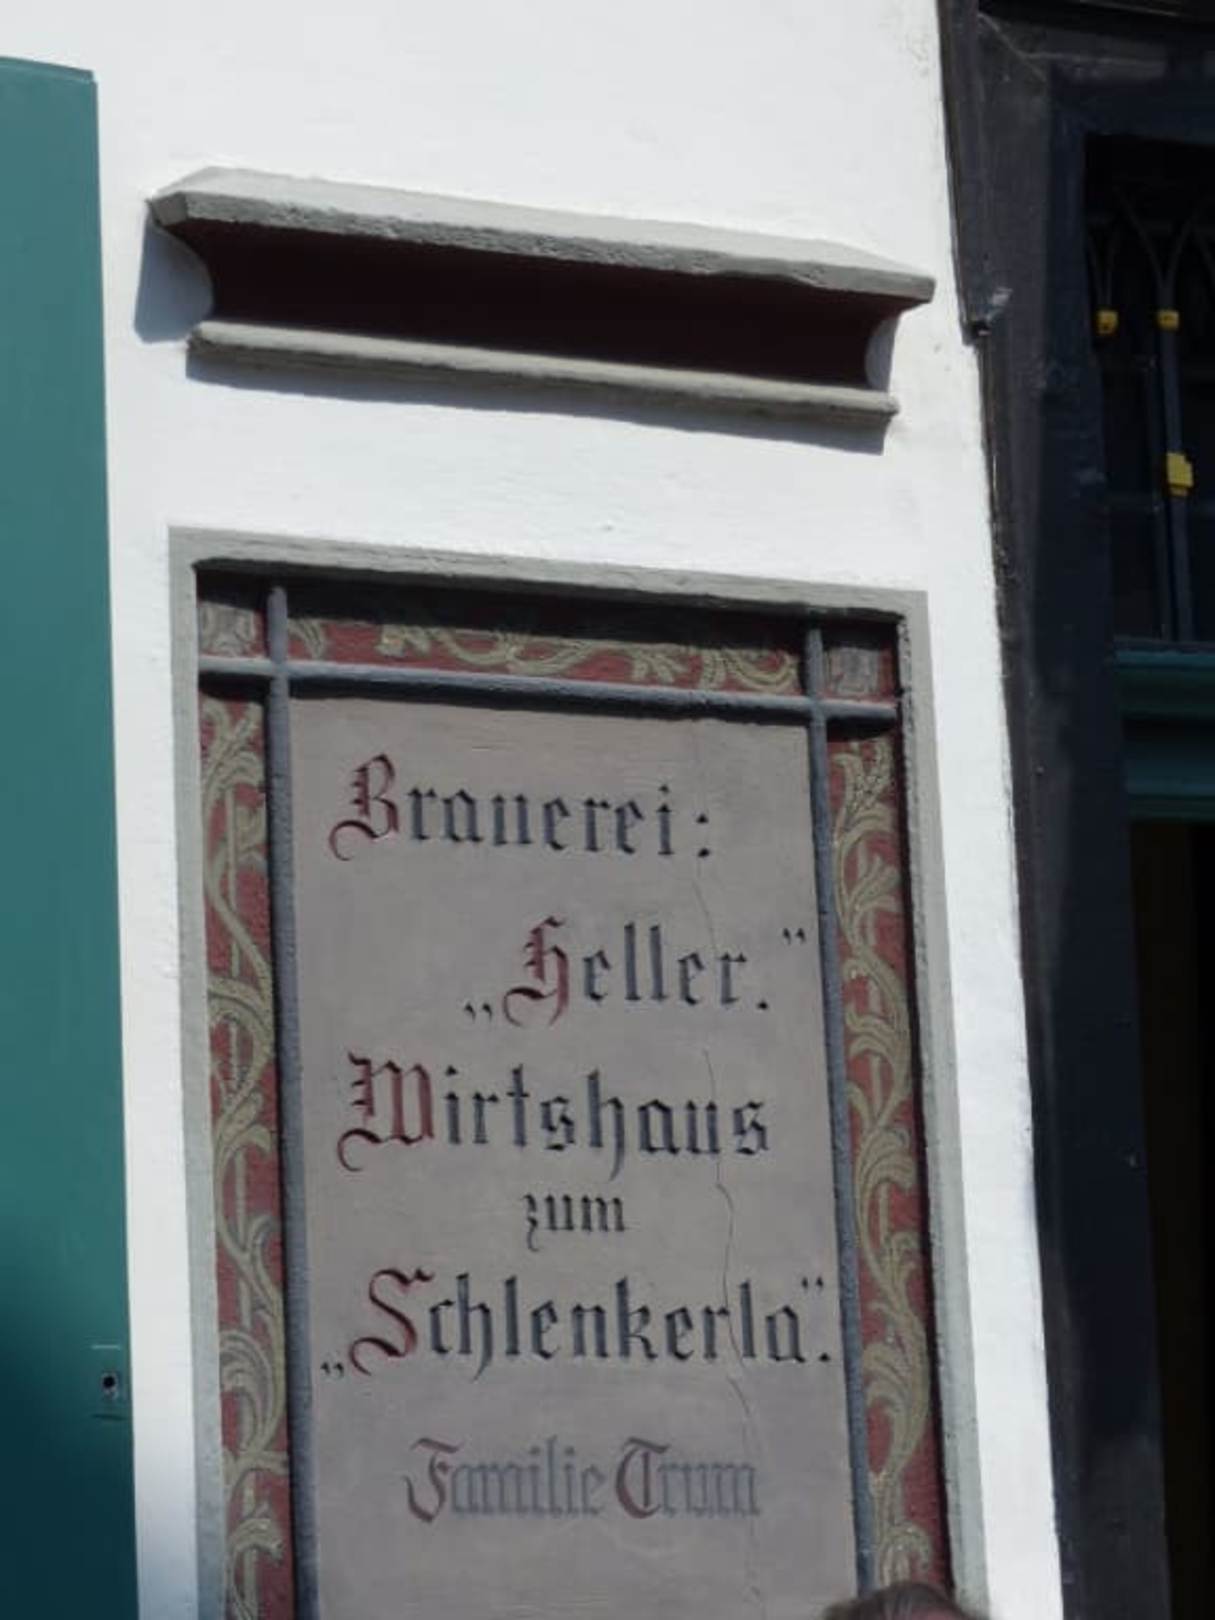 Brauerei:
„Heller.“
Wirtshaus
zum
„Schlenkerla“.
Familie Trum